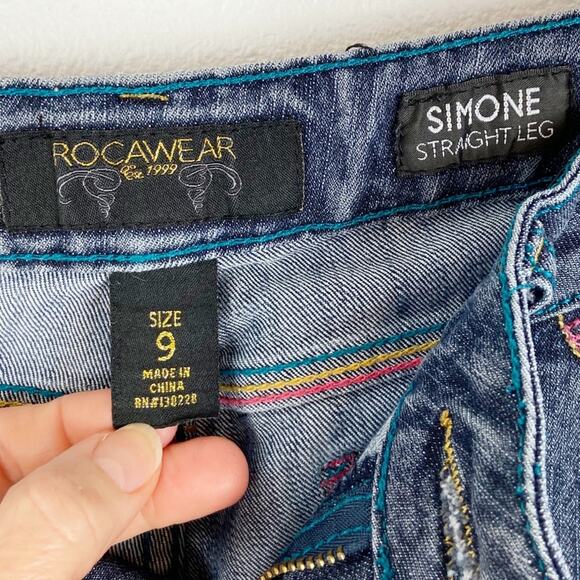 ROCAWEAR
Est. 1999
SIMONE
STRAIGHT LEG
SIZE
9
MADE IN
CHINA
RN#138228